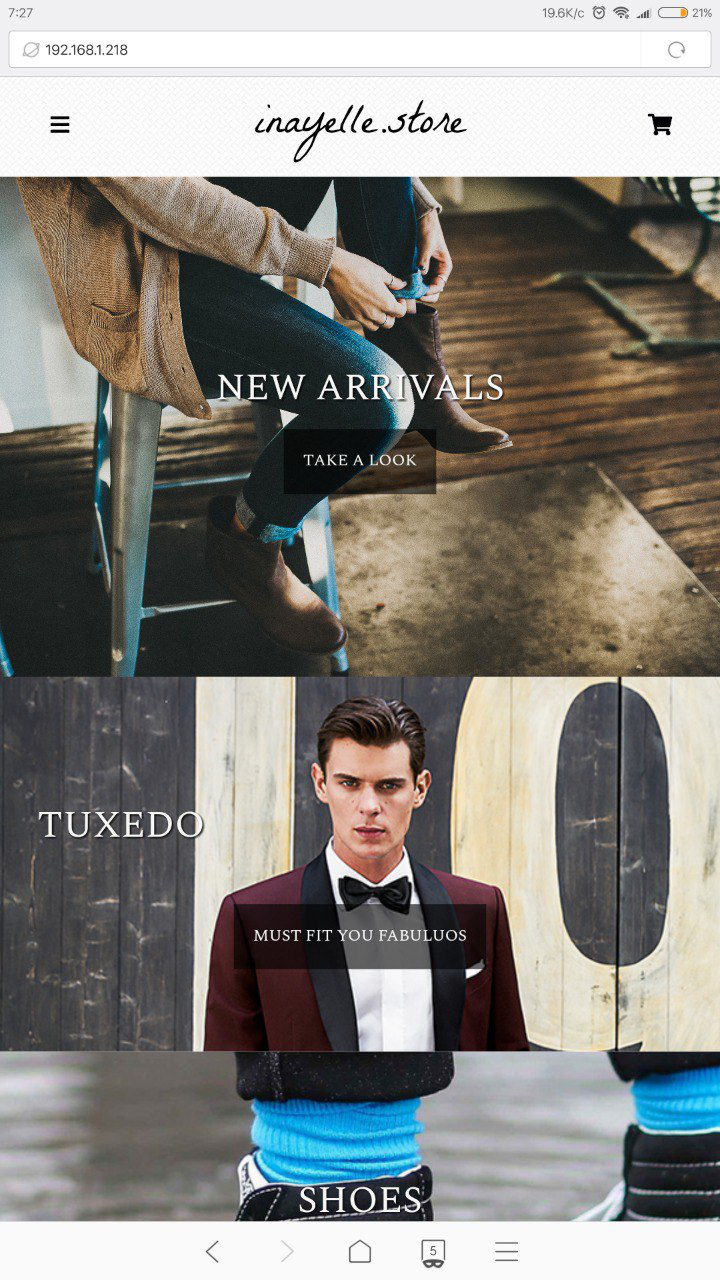 7:27
19.6K/c
21%
192.168.1.218
inayelle.store
NEW ARRIVALS
TAKE A LOOK
TUXEDO
MUST FIT YOU FABULUOS
SHOES
5